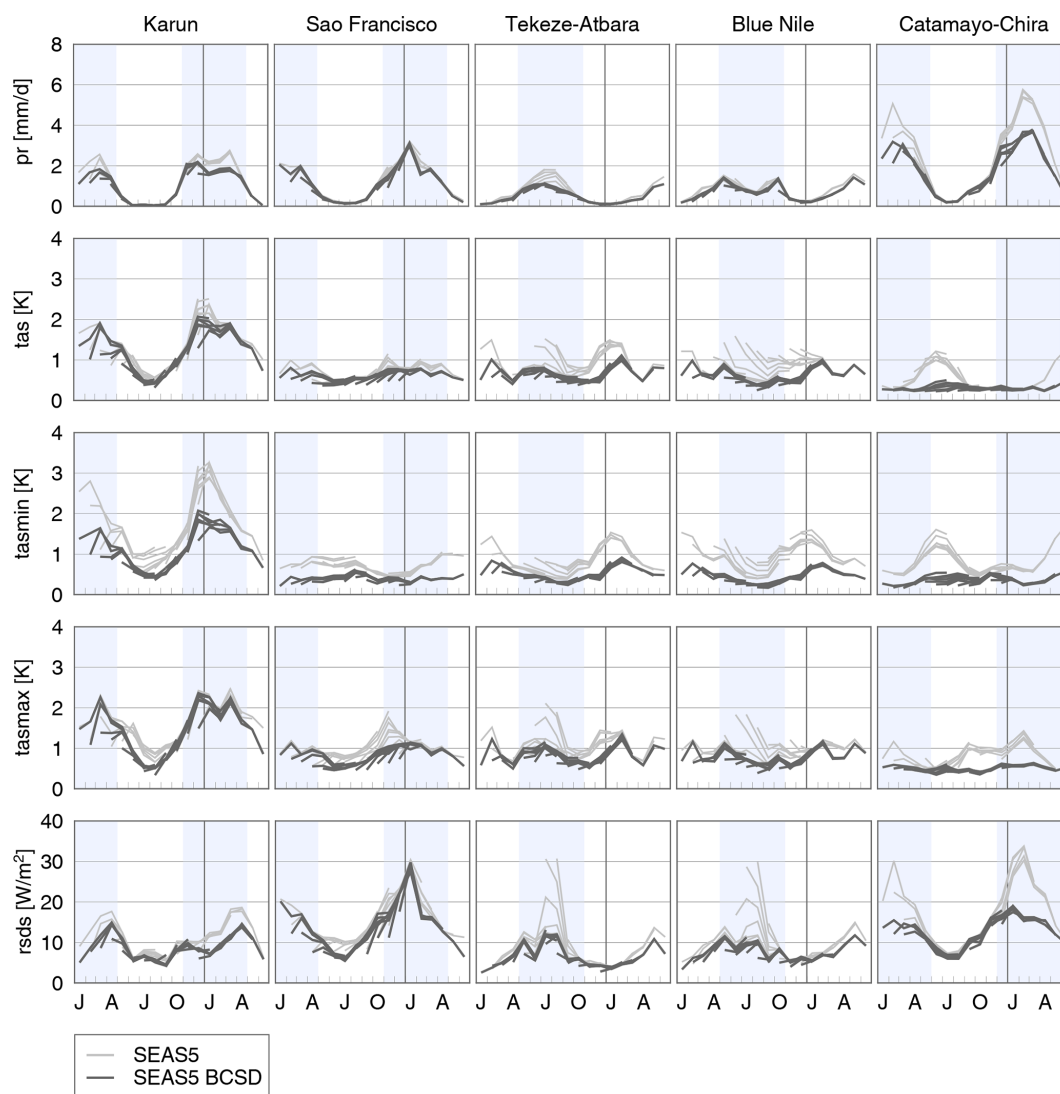 Karun Sao Francisco Tekeze-Atbara Blue Nile Catamayo-Chira
pr [mm/d]
8
6
4
2
0
tas [K]
4
3
2
1
0
tasmin [K]
4
3
2
1
0
tasmax [K]
4
3
2
1
0
rsds [W/m²]
40
30
20
10
0
J A J O J A J A J O J A J A J O J A J A J O J A J A J O J A
SEAS5
SEAS5 BCSD